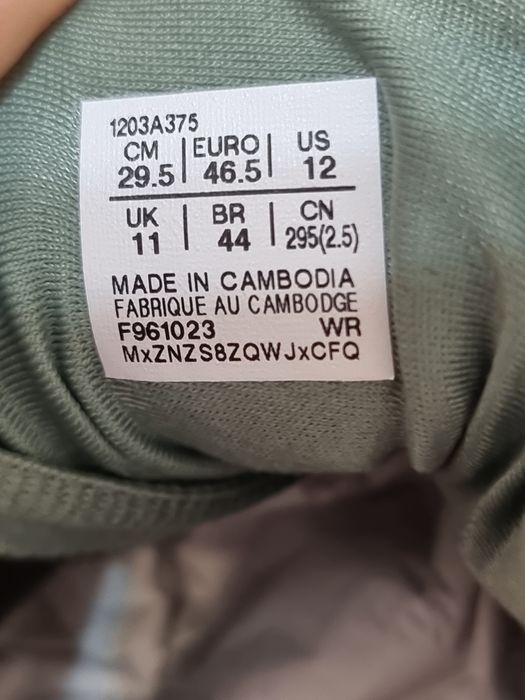 1203A375
CM | EURO | US
29.5 | 46.5 | 12
UK | BR | CN
11 | 44 | 295(2.5)
MADE IN CAMBODIA
FABRIQUE AU CAMBODGE
F961023 WR
MxZNZS8ZQWJxCFQ